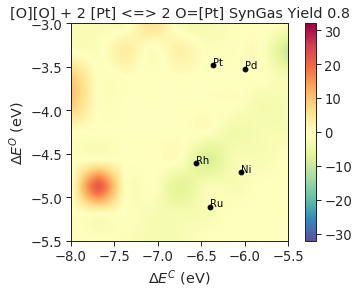 [O][O] + 2 [Pt] <=> 2 O=[Pt] SynGas Yield 0.8
−3.0
−3.5
−4.0
−4.5
−5.0
−5.5
ΔE^O (eV)
Pt
Pd
Rh
Ni
Ru
−8.0 −7.5 −7.0 −6.5 −6.0 −5.5
ΔE^C (eV)
30
20
10
0
−10
−20
−30